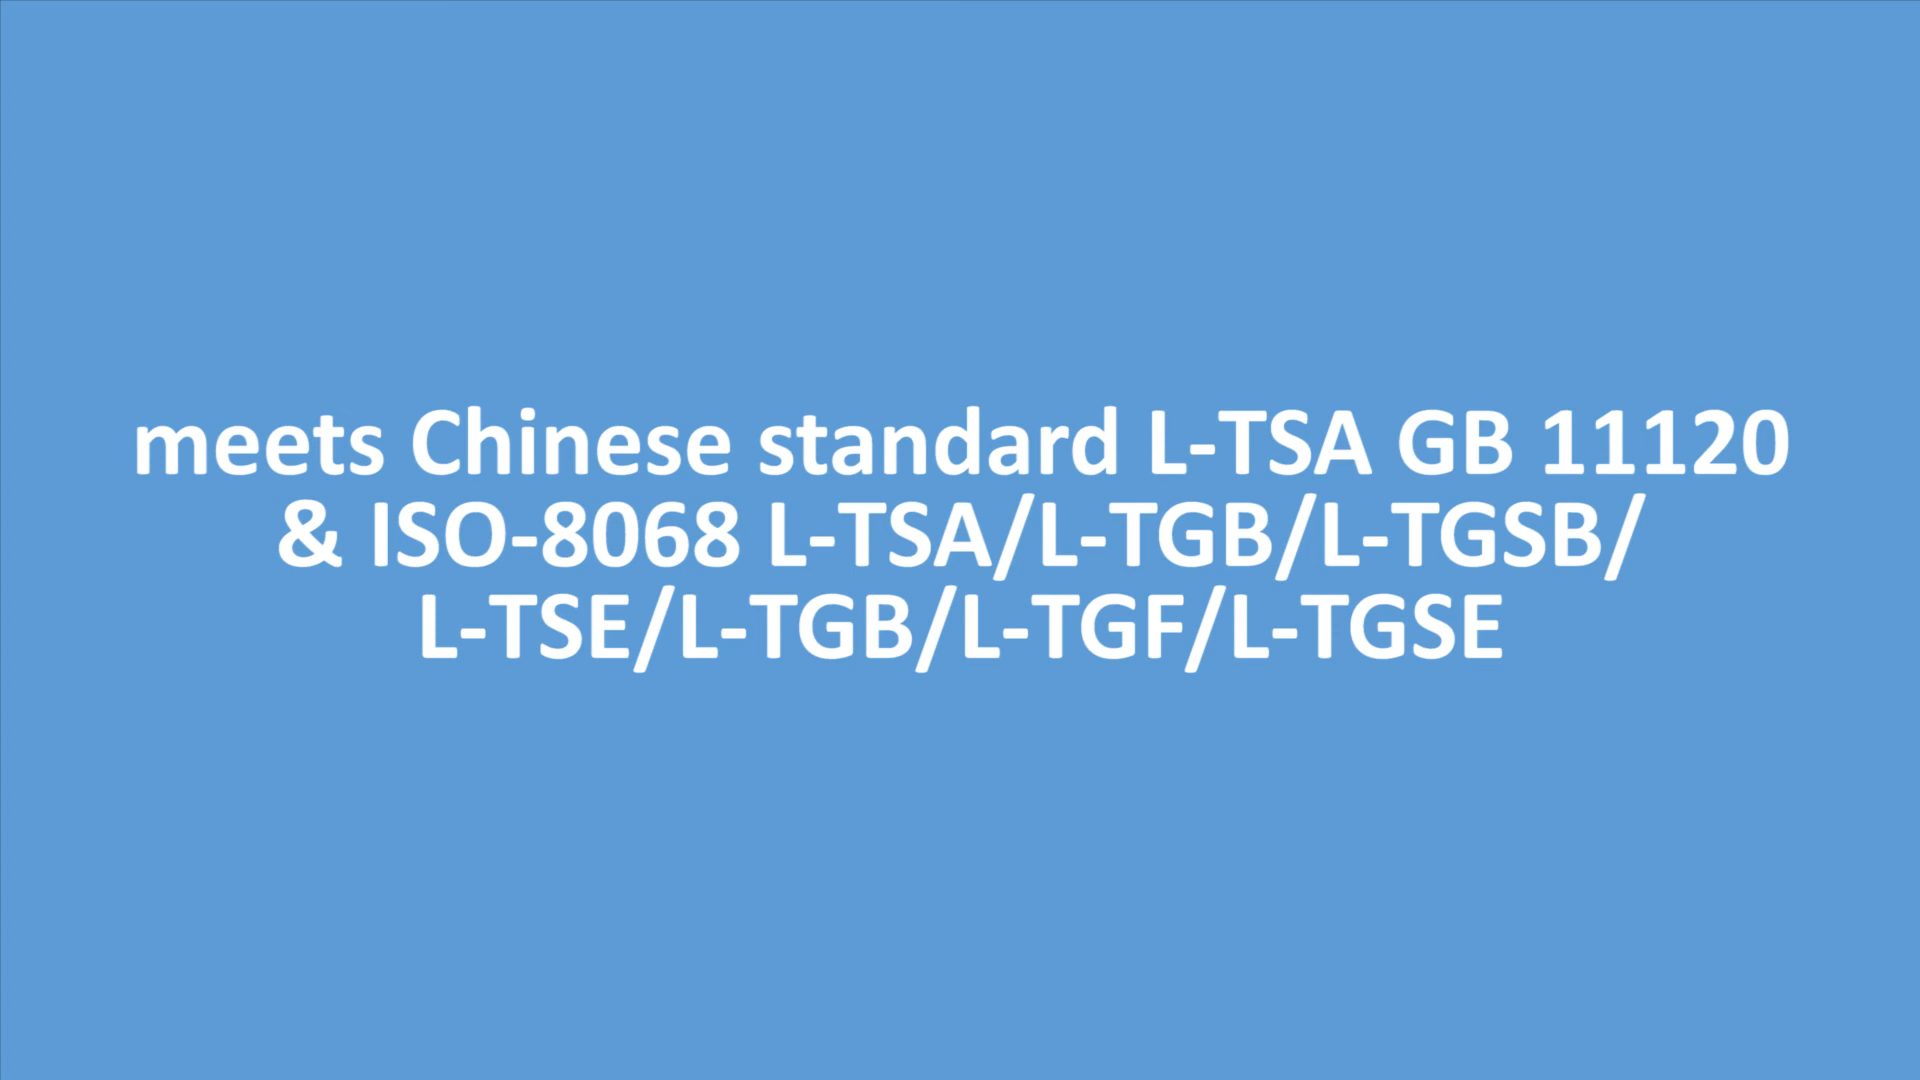 meets Chinese standard L-TSA GB 11120
& ISO-8068 L-TSA/L-TGB/L-TGSB/
L-TSE/L-TGB/L-TGF/L-TGSE